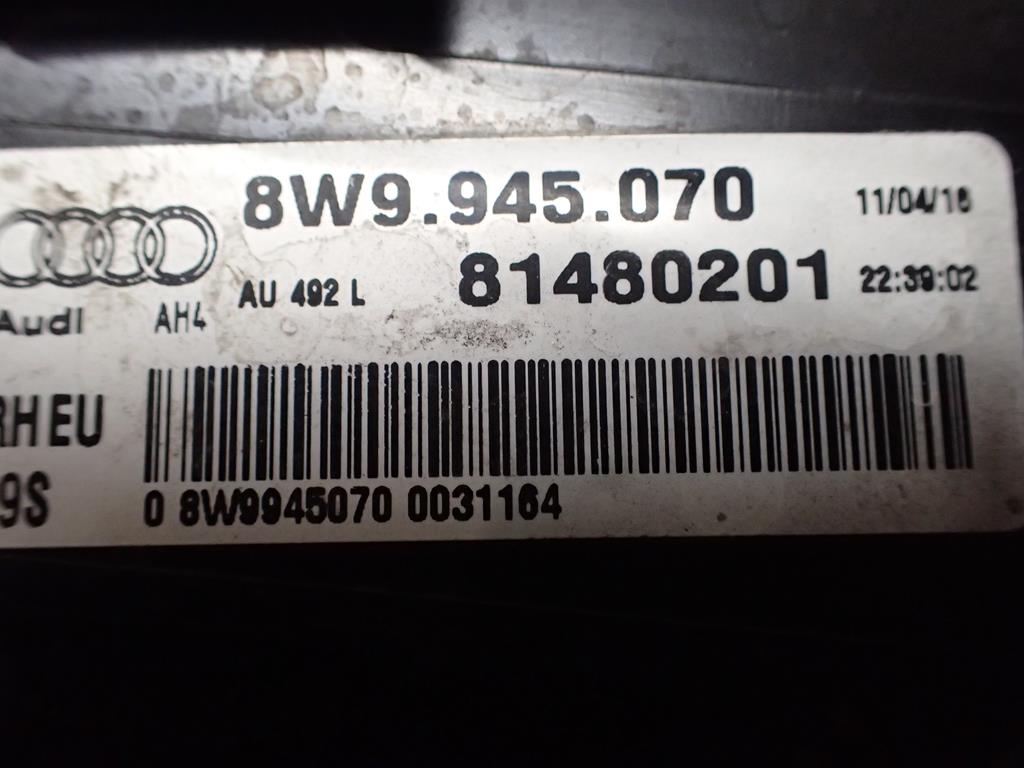 8W9.945.070 11/04/16
AU 492 L 81480201 22:39:02
Audi AH4
RH EU
9S
0 8W9945070 0031164